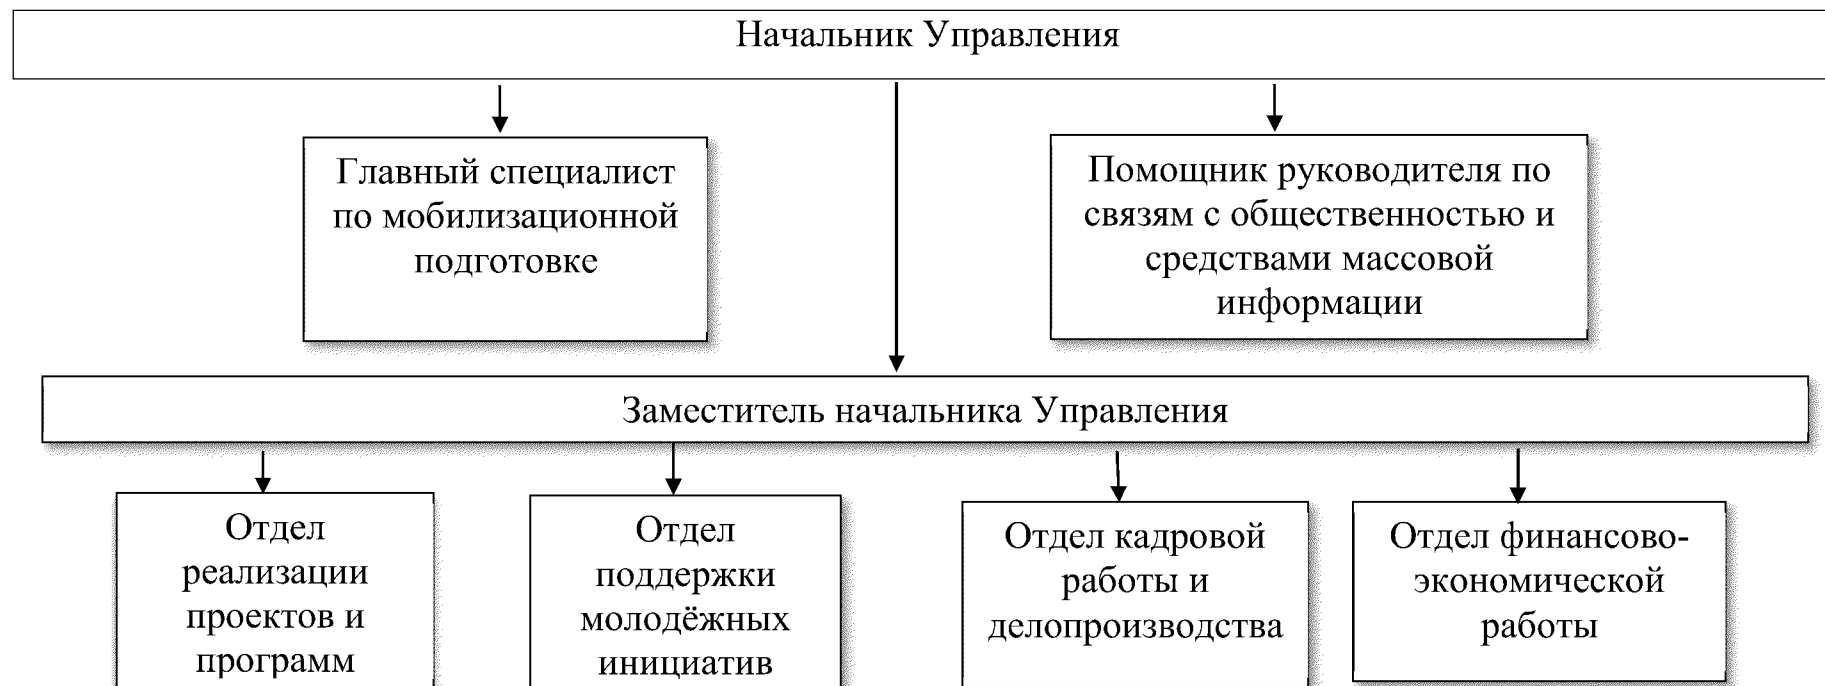 Начальник Управления
Главный специалист
по мобилизационной
подготовке
Помощник руководителя по
связям с общественностью и
средствами массовой
информации
Заместитель начальника Управления
Отдел
реализации
проектов и
программ
Отдел
поддержки
молодёжных
инициатив
Отдел кадровой
работы и
делопроизводства
Отдел финансово-
экономической
работы